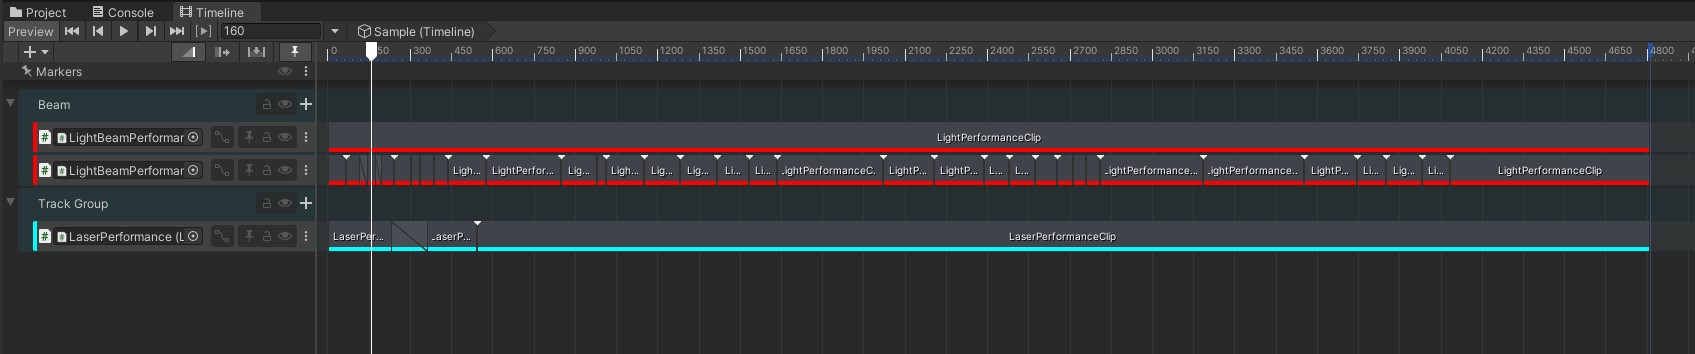 Project Console Timeline
Preview 160 Sample (Timeline)
0 150 300 450 600 750 900 1050 1200 1350 1500 1650 1800 1950 2100 2250 2400 2550 2700 2850 3000 3150 3300 3450 3600 3750 3900 4050 4200 4350 4500 4650 4800
Markers
Beam
LightBeamPerformar LightPerformanceClip
LightBeamPerformar Ligh... LightPerfor... Lig... Ligh... Lig... Lig... Li... Li... .ightPerformanceC. LightP... LightP... L... L... .ightPerformance... .ightPerformance.. LightP... Li... Lig... Li... LightPerformanceClip
Track Group
LaserPerformance (L LaserPer... .aserP... LaserPerformanceClip